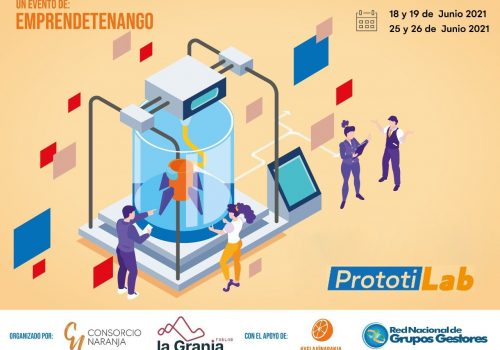 UN EVENTO DE:
EMPRENDETENANGO
18 y 19 de Junio 2021
25 y 26 de Junio 2021
PrototiLab
ORGANIZADO POR:
CONSORCIO
NARANJA
la Granja
CON EL APOYO DE:
Red Nacional de
Grupos Gestores